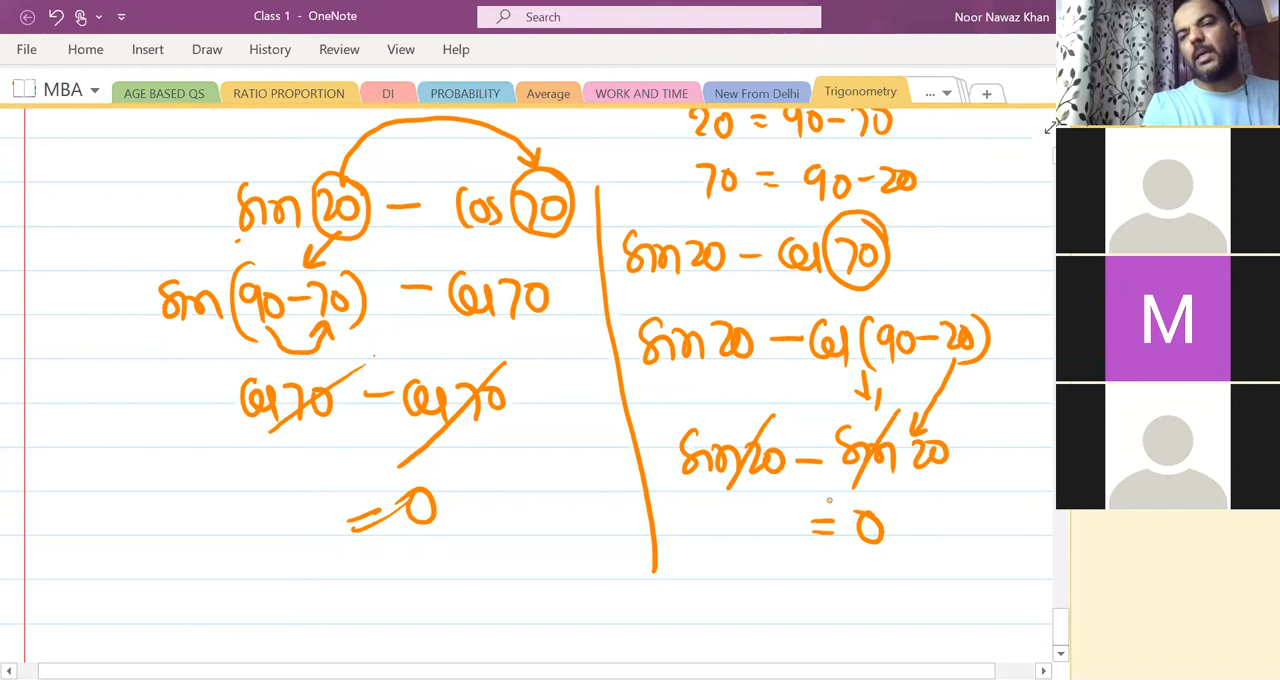 Class 1 - OneNote
Search
Noor Nawaz Khan
File Home Insert Draw History Review View Help
MBA
AGE BASED QS RATIO PROPORTION DI PROBABILITY Average WORK AND TIME New From Delhi Trigonometry ... +
sin 20 - cos 70
sin (90-70) - cos 70
cos 70 - cos 70
= 0
20 = 90-70
70 = 90-20
sin 20 - cos 70
sin 20 - cos (90-20)
sin 20 - sin 20
= 0
M